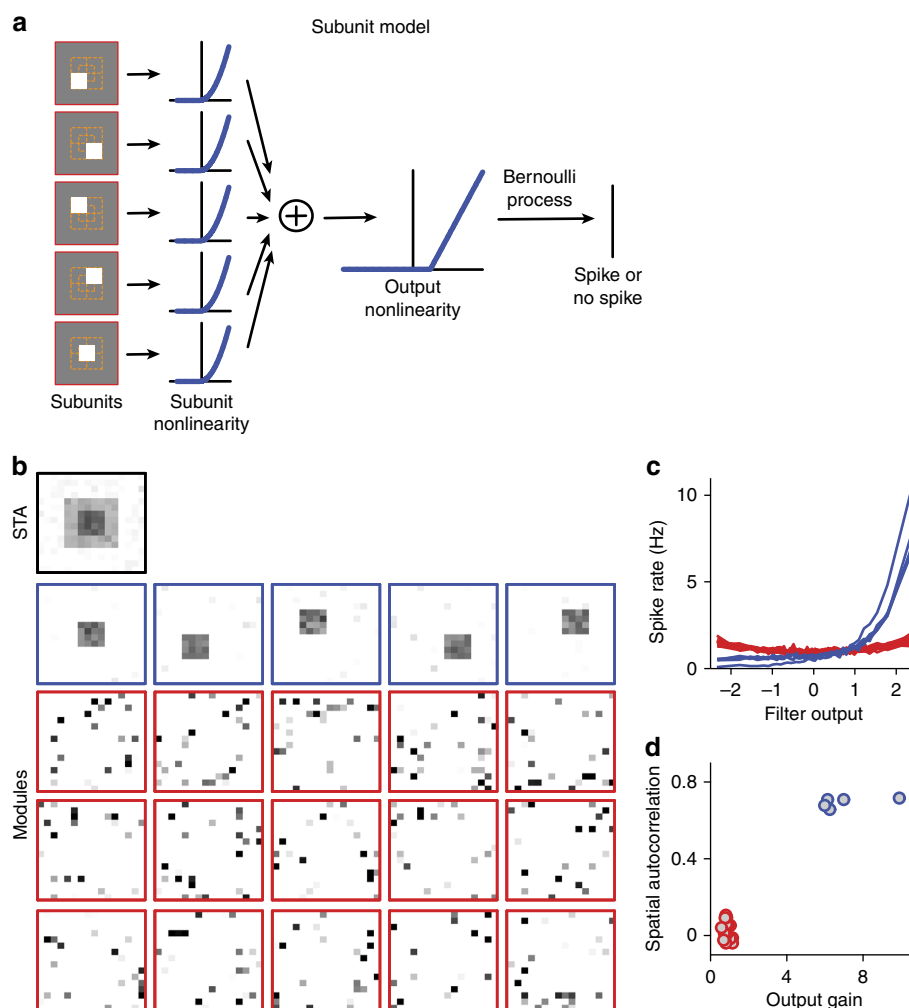 a
Subunit model
Bernoulli
process
Output
nonlinearity
Spike or
no spike
Subunits
Subunit
nonlinearity
b
STA
Modules
c
Spike rate (Hz)
10
5
0
−2 −1 0 1 2
Filter output
d
Spatial autocorrelation
0.8
0.4
0
0 4 8
Output gain